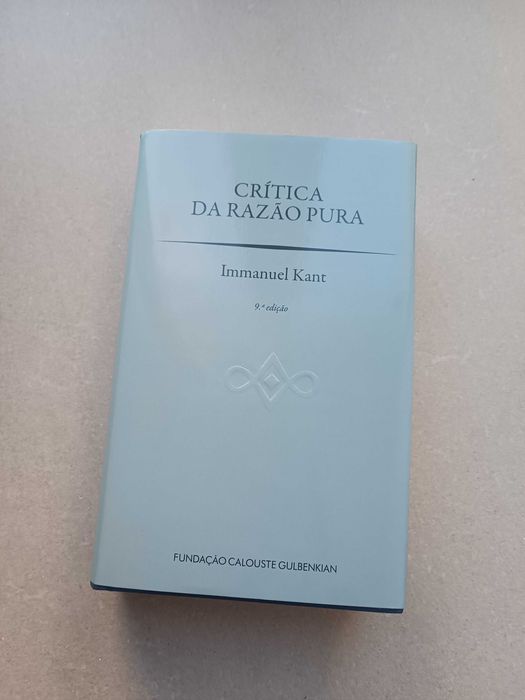 CRÍTICA
DA RAZÃO PURA
Immanuel Kant
9.ª edição
FUNDAÇÃO CALOUSTE GULBENKIAN